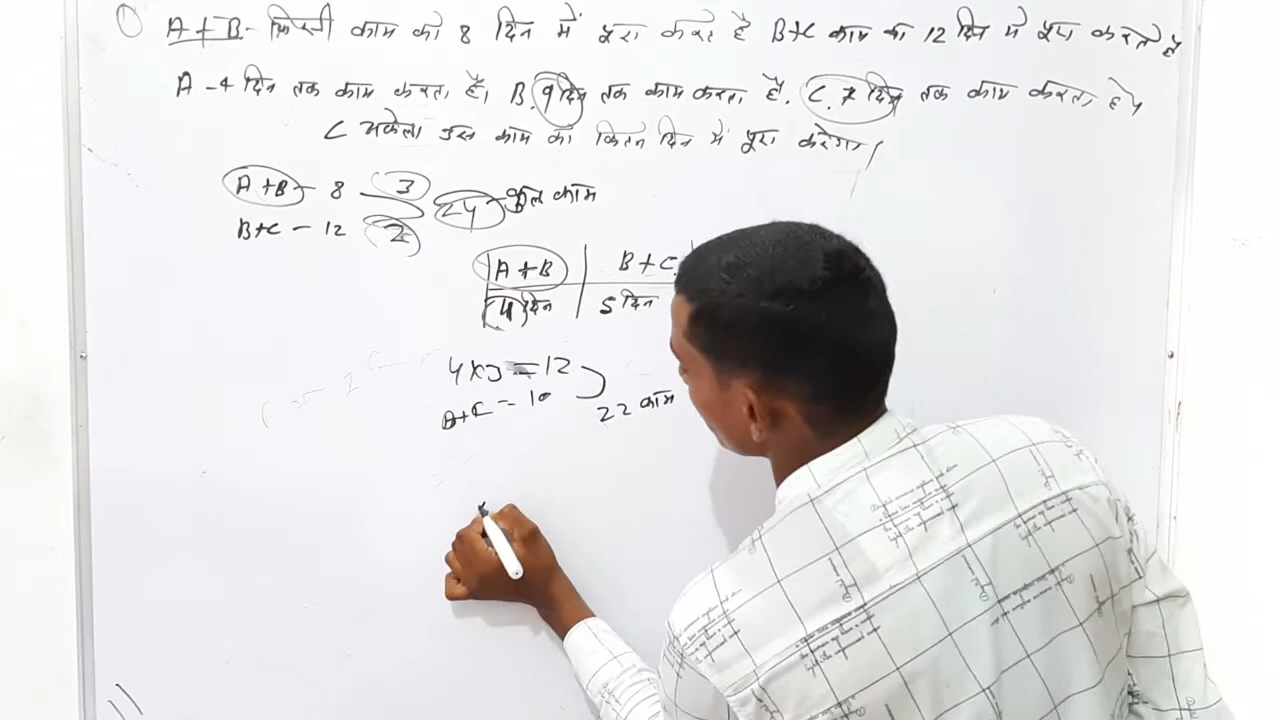 ① A+B- किसी काम को 8 दिन में पूरा करते है B+C काम को 12 दिन में पूरा करते है
A - 4 दिन तक काम करता है। B. 9 दिन तक काम करता है. C. 7 दिन तक काम करता है,
C अकेला उस काम को कितने दिन में पूरा करेगा।
A+B - 8 3
24 कुल काम
B+C - 12 2
A+B B+C
4 दिन 5 दिन
4×3 = 12
22 काम
B+C = 10